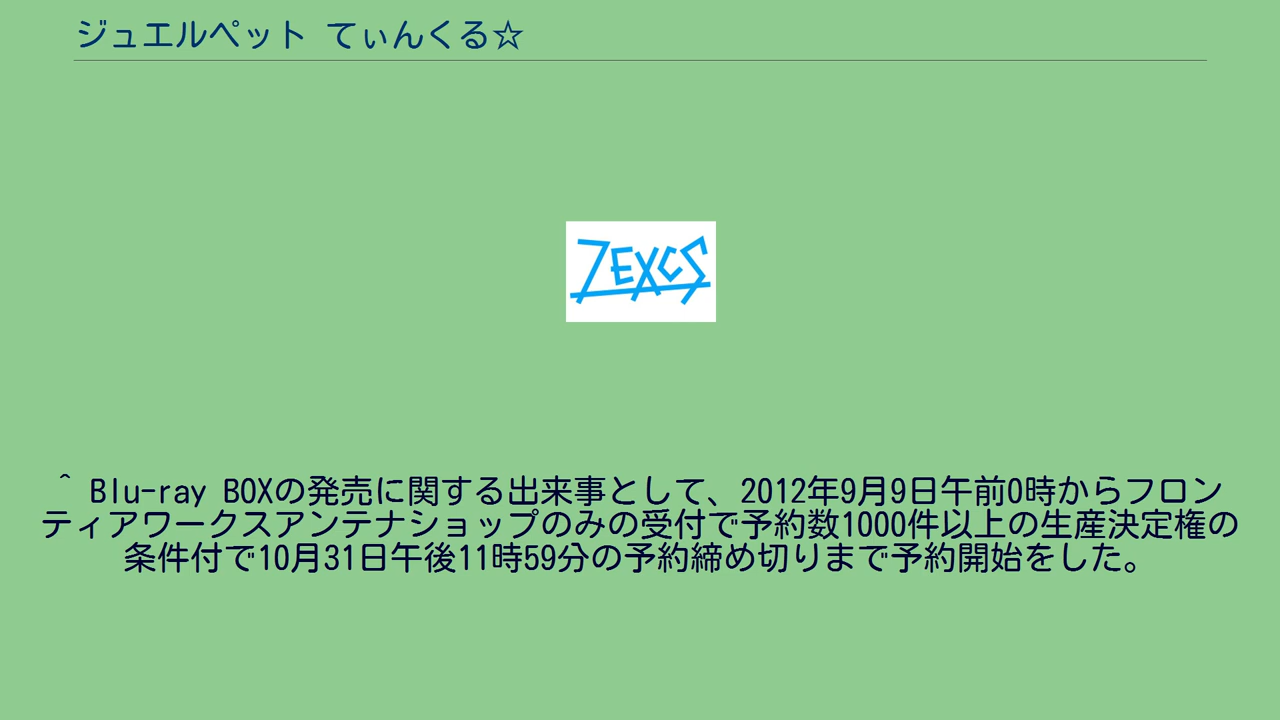 ジュエルペット てぃんくる☆
ZEXCS
^ Blu-ray BOXの発売に関する出来事として、2012年9月9日午前0時からフロン
ティアワークスアンテナショップのみの受付で予約数1000件以上の生産決定権の
条件付で10月31日午後11時59分の予約締め切りまで予約開始をした。